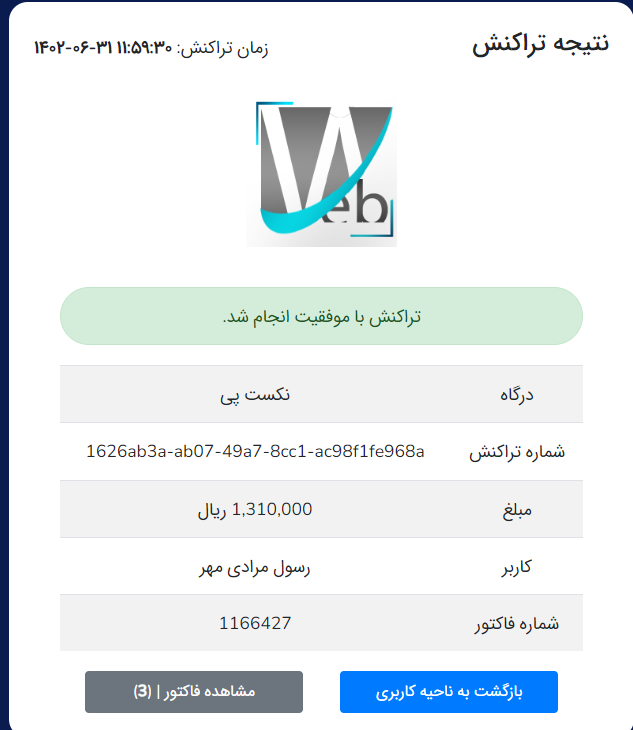 نتیجه تراکنش
زمان تراکنش: ۱۱:۵۹:۳۰ ۱۴۰۲-۰۶-۳۱
Web
تراکنش با موفقیت انجام شد.
درگاه نکست پی
شماره تراکنش 1626ab3a-ab07-49a7-8cc1-ac98f1fe968a
مبلغ 1,310,000 ریال
کاربر رسول مرادی مهر
شماره فاکتور 1166427
بازگشت به ناحیه کاربری
مشاهده فاکتور | (3)